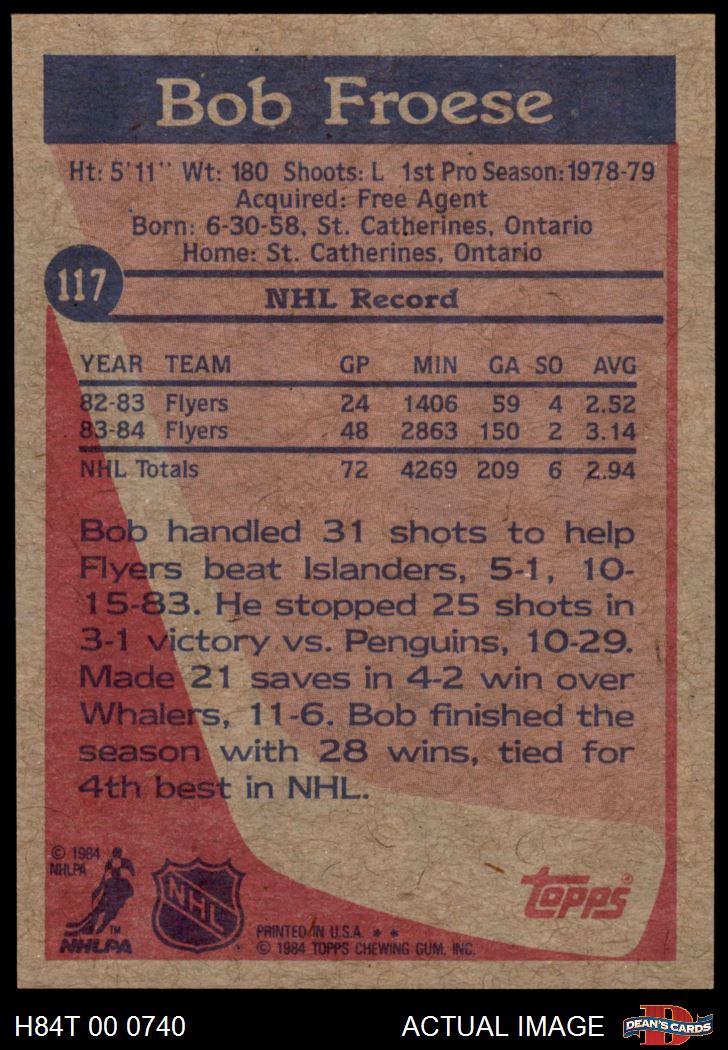 Bob Froese
Ht: 5'11" Wt: 180 Shoots: L 1st Pro Season: 1978-79
Acquired: Free Agent
Born: 6-30-58, St. Catherines, Ontario
Home: St. Catherines, Ontario
117
NHL Record
YEAR TEAM GP MIN GA SO AVG
82-83 Flyers 24 1406 59 4 2.52
83-84 Flyers 48 2863 150 2 3.14
NHL Totals 72 4269 209 6 2.94
Bob handled 31 shots to help
Flyers beat Islanders, 5-1, 10-
15-83. He stopped 25 shots in
3-1 victory vs. Penguins, 10-29.
Made 21 saves in 4-2 win over
Whalers, 11-6. Bob finished the
season with 28 wins, tied for
4th best in NHL.
© 1984
NHLPA
TM
NHLPA
NHL
topps®
PRINTED IN U.S.A. * *
© 1984 TOPPS CHEWING GUM, INC.
H84T 00 0740
ACTUAL IMAGE
D
DEAN'S CARDS